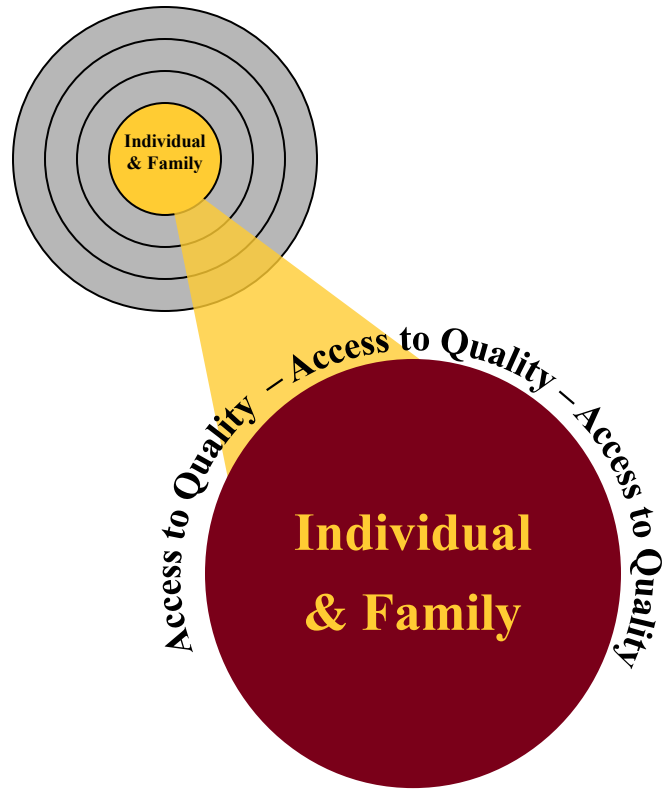 Individual
& Family
Access to Quality – Access to Quality – Access to Quality
Individual
& Family